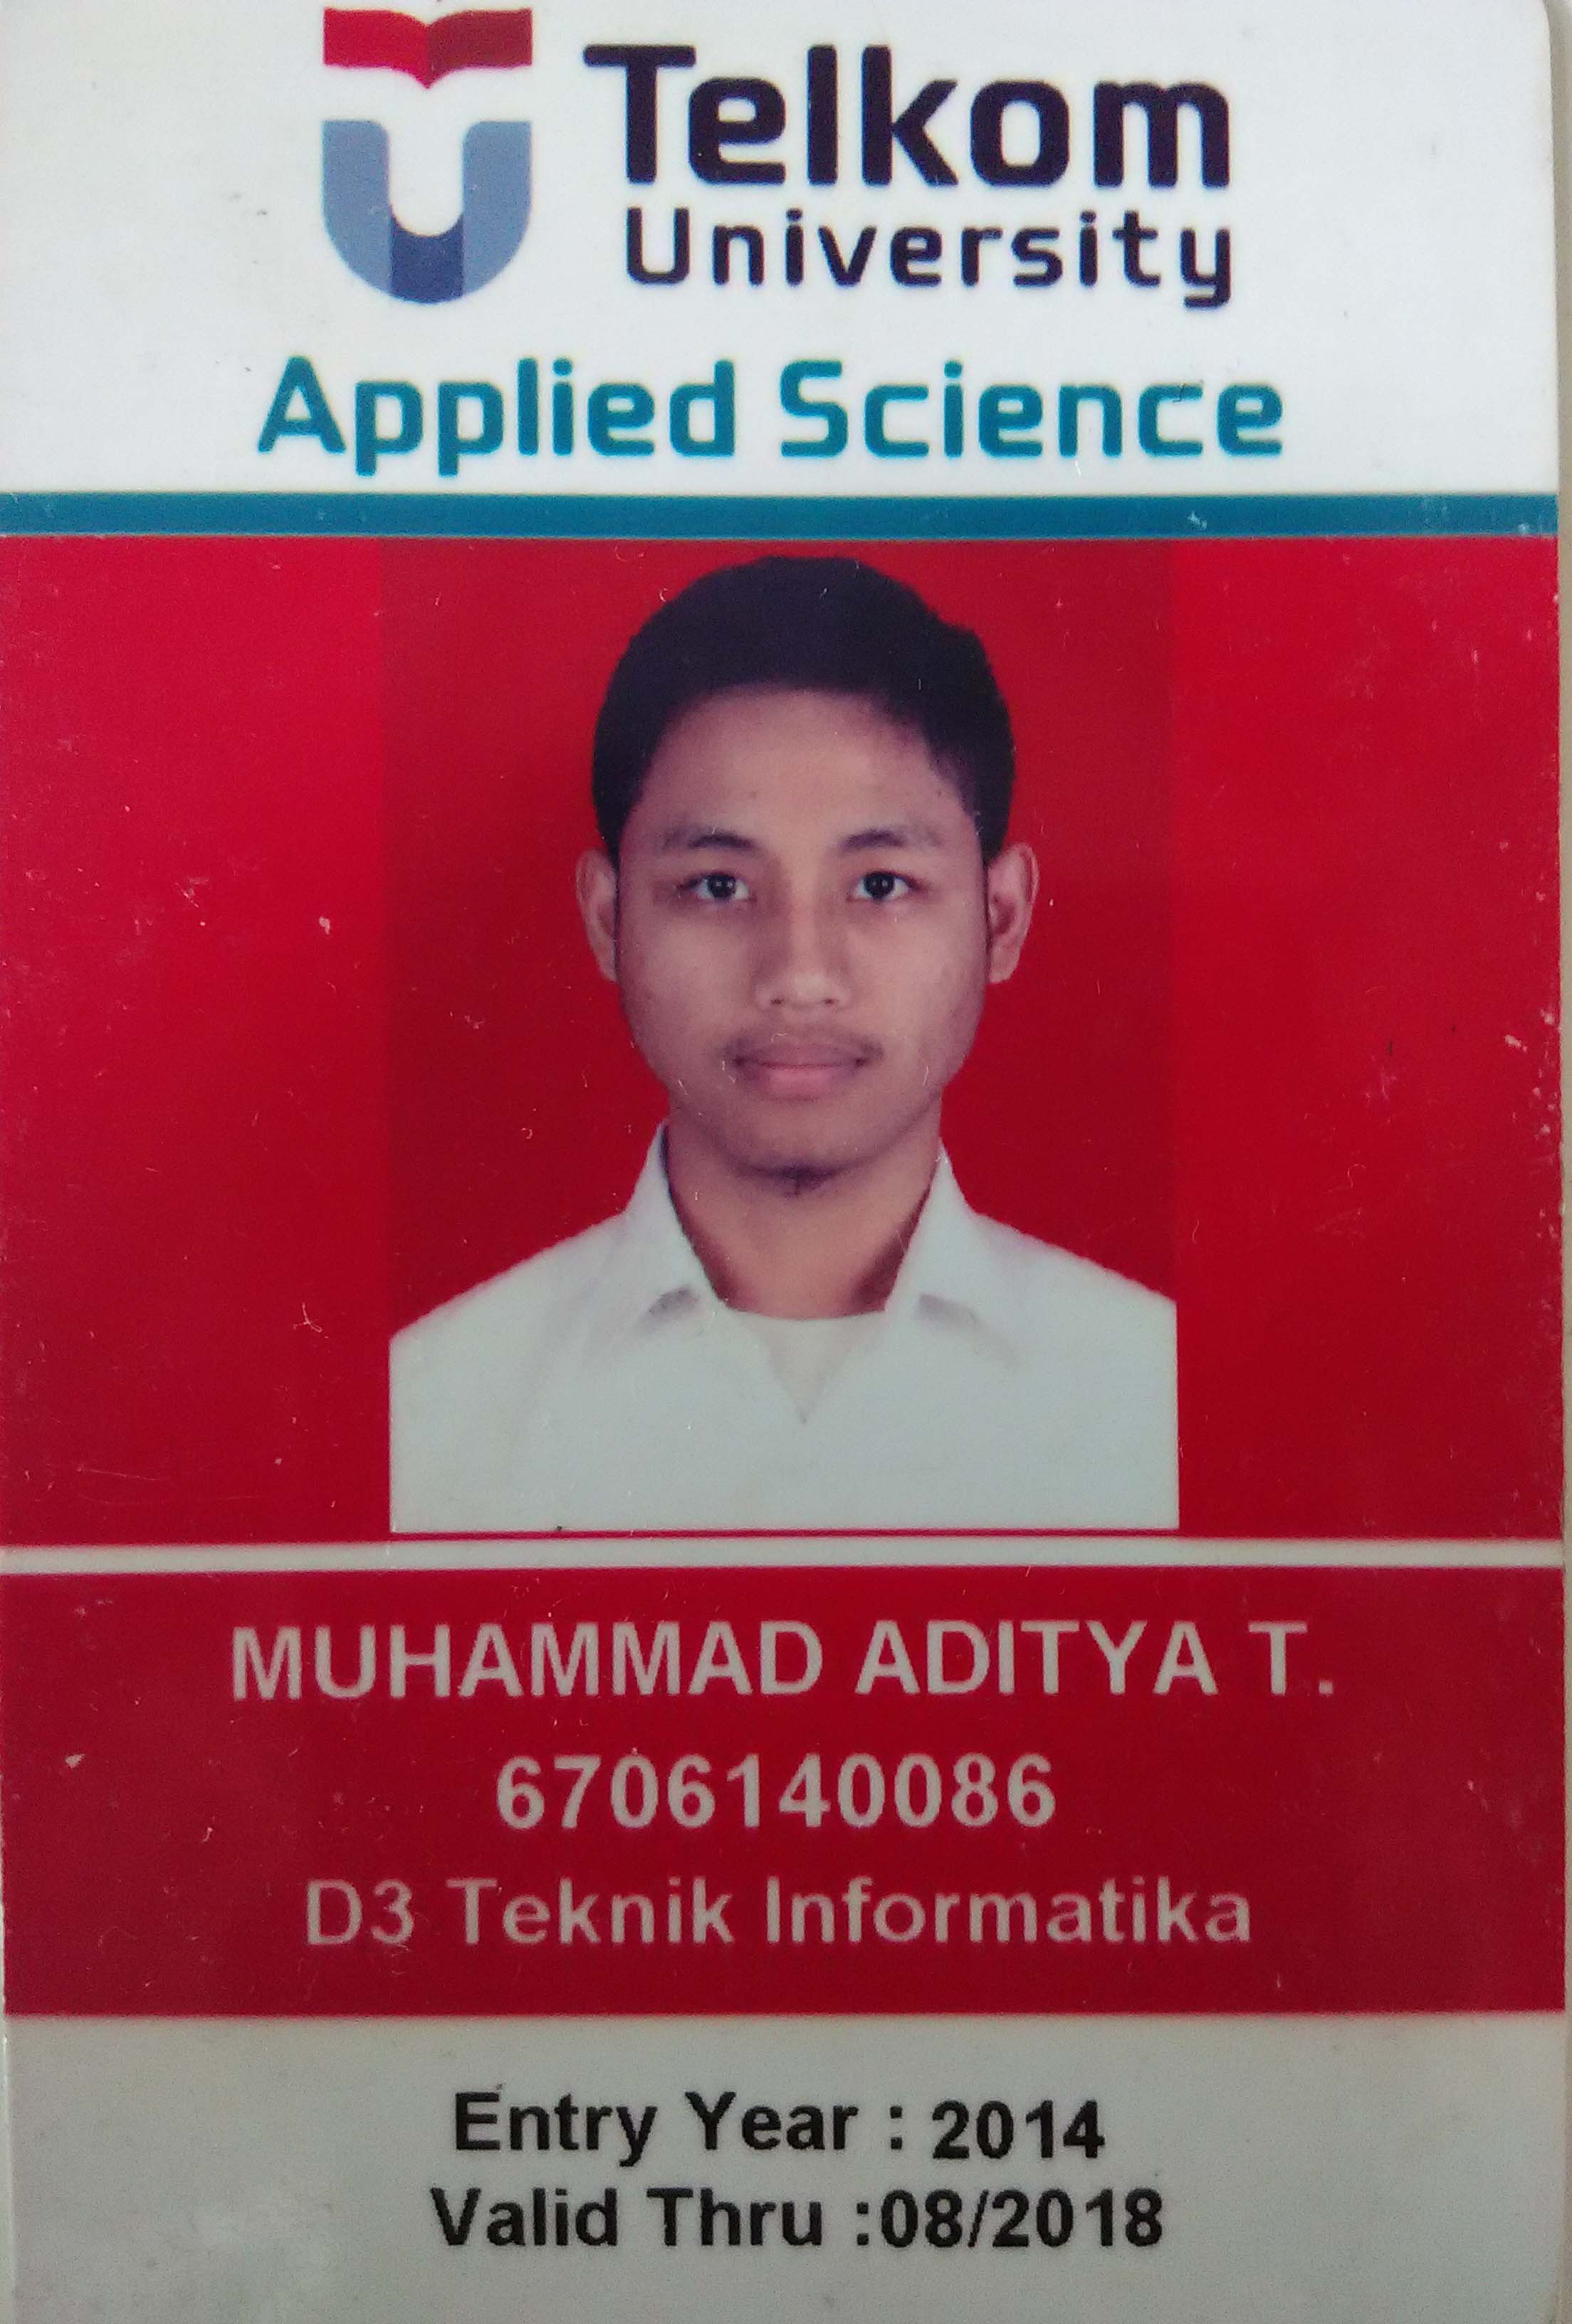 Telkom
University
Applied Science
MUHAMMAD ADITYA T.
6706140086
D3 Teknik Informatika
Entry Year : 2014
Valid Thru :08/2018